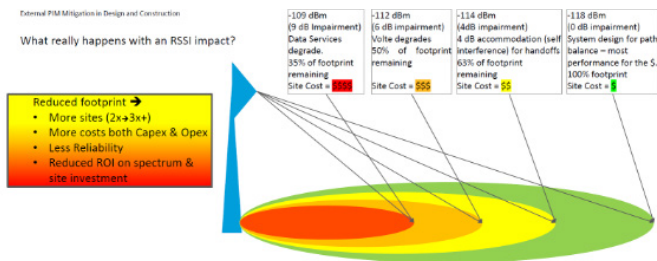 External PIM Mitigation in Design and Construction
What really happens with an RSSI impact?
-109 dBm
(9 dB Impairment)
Data Services
degrade.
35% of footprint
remaining
Site Cost = $$$$
-112 dBm
(6 dB impairment)
Volte degrades
50% of footprint
remaining
Site Cost = $$$
-114 dBm
(4dB impairment)
4 dB accommodation (self
interference) for handoffs
63% of footprint
remaining
Site Cost = $$
-118 dBm
(0 dB impairment)
System design for path
balance – most
performance for the $.
100% footprint
Site Cost = $
Reduced footprint →
• More sites (2x→3x+)
• More costs both Capex & Opex
• Less Reliability
• Reduced ROI on spectrum &
site investment